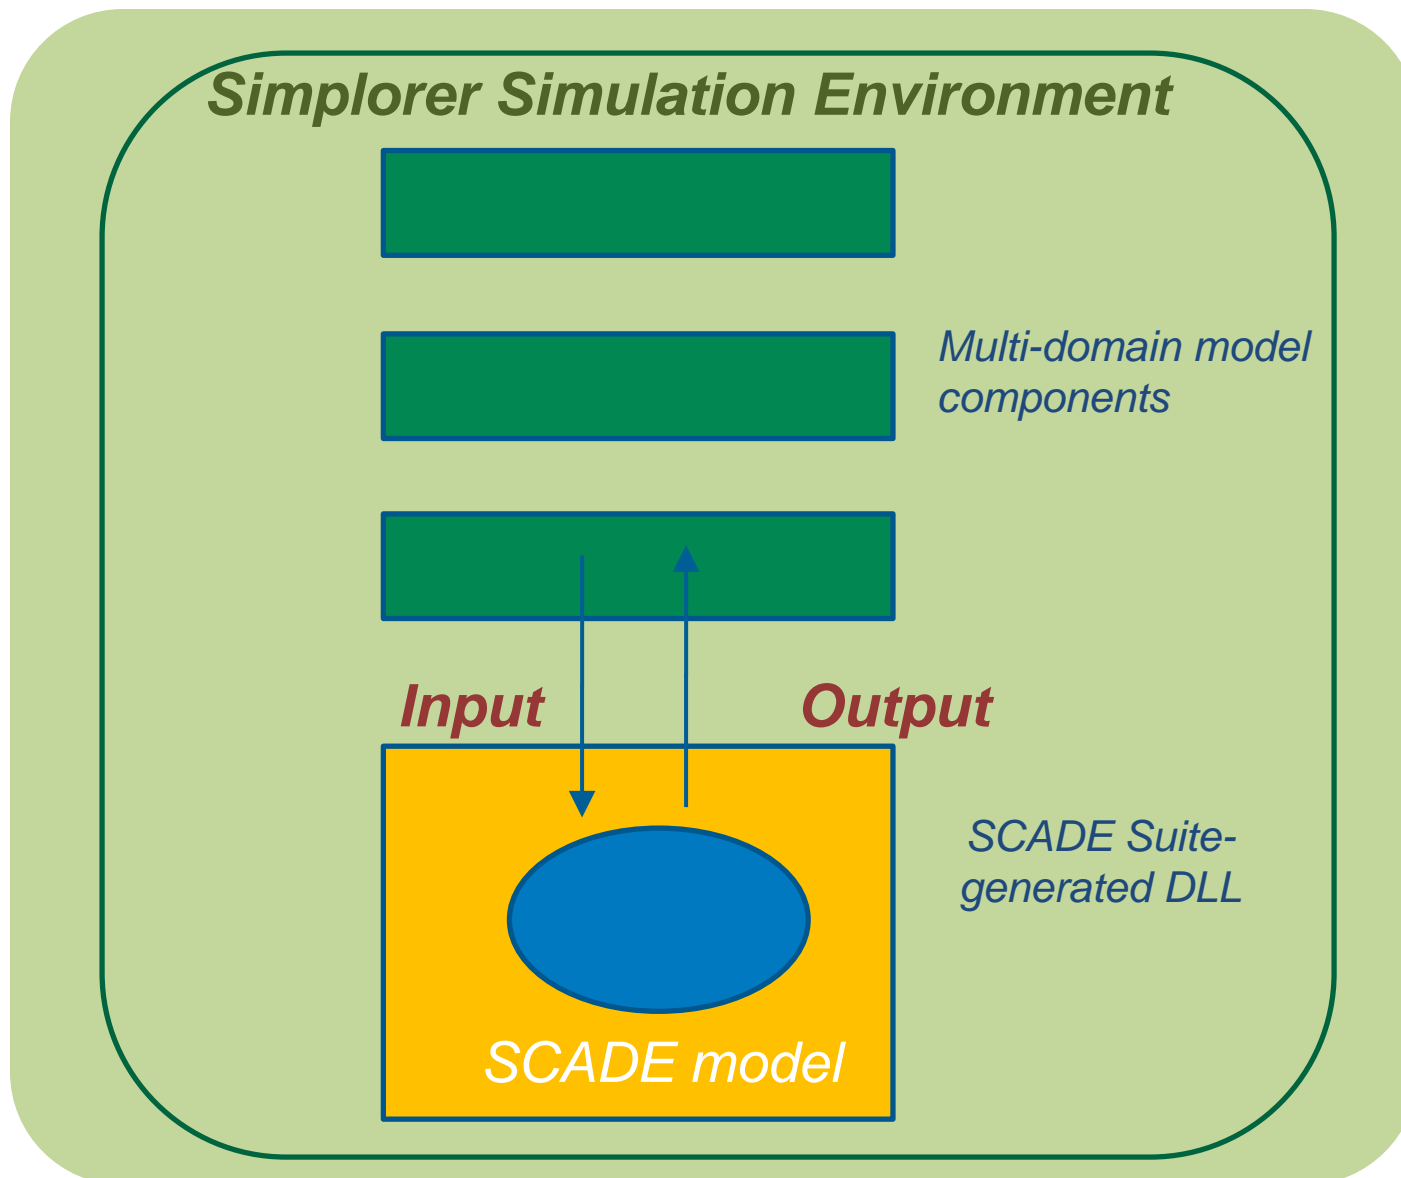 Simplorer Simulation Environment
Multi-domain model
components
Input
Output
SCADE Suite-
generated DLL
SCADE model